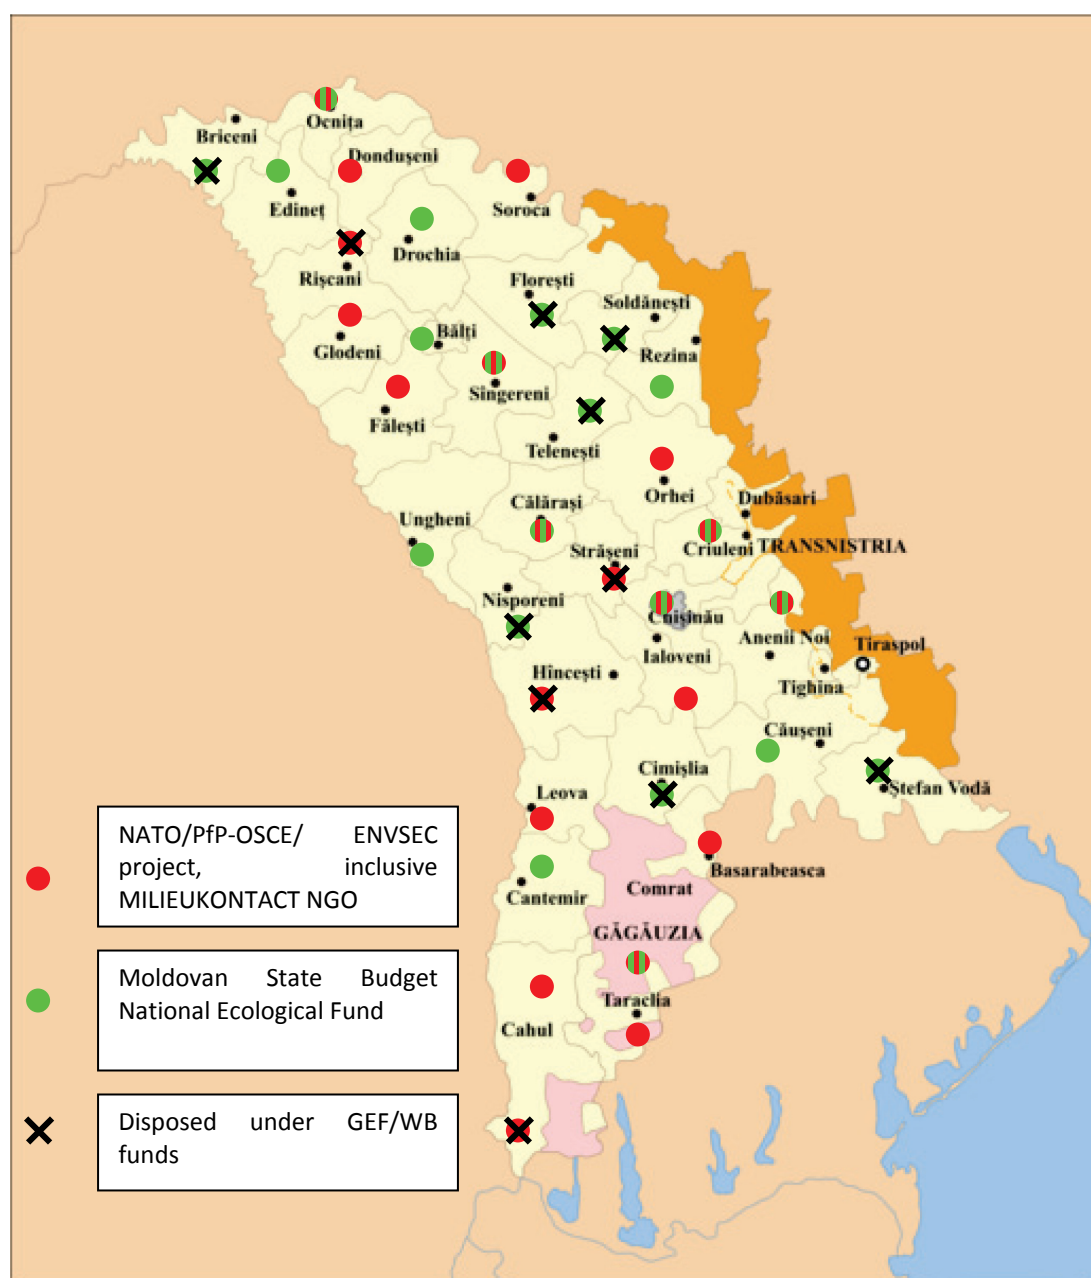 Ocnița
Briceni
Dondușeni
Edineț
Soroca
Drochia
Rișcani
Florești
Soldănești
Bălți
Glodeni
Rezina
Sîngereni
Fălești
Telenești
Orhei
Dubăsari
Călărași
Ungheni
Criuleni
TRANSNISTRIA
Strășeni
Nisporeni
Chișinău
Anenii Noi
Tiraspol
Ialoveni
Hîncești
Tighina
Căușeni
Cimișlia
Ștefan Vodă
Leova
Basarabeasca
Comrat
Cantemir
GĂGĂUZIA
Taraclia
Cahul
NATO/PfP-OSCE/ ENVSEC
project, inclusive
MILIEUKONTACT NGO
Moldovan State Budget
National Ecological Fund
Disposed under GEF/WB
funds